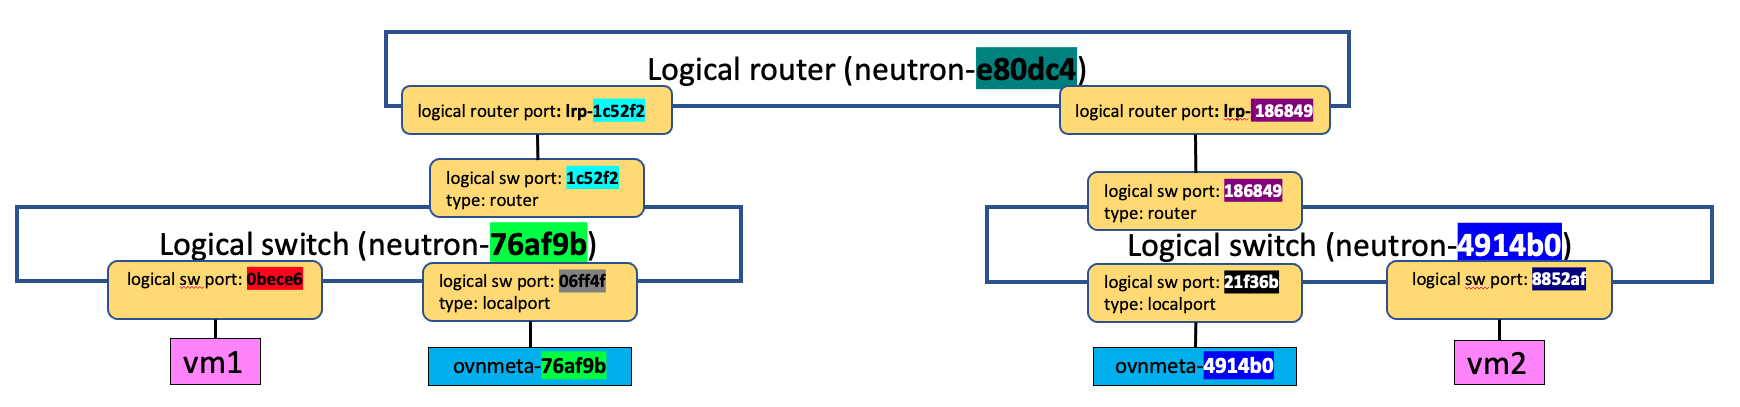 Logical router (neutron-e80dc4)
logical router port: lrp-1c52f2
logical router port: lrp-186849
logical sw port: 1c52f2
type: router
logical sw port: 186849
type: router
Logical switch (neutron-76af9b)
Logical switch (neutron-4914b0)
logical sw port: 0bece6
logical sw port: 06ff4f
type: localport
logical sw port: 21f36b
type: localport
logical sw port: 8852af
vm1
ovnmeta-76af9b
ovnmeta-4914b0
vm2